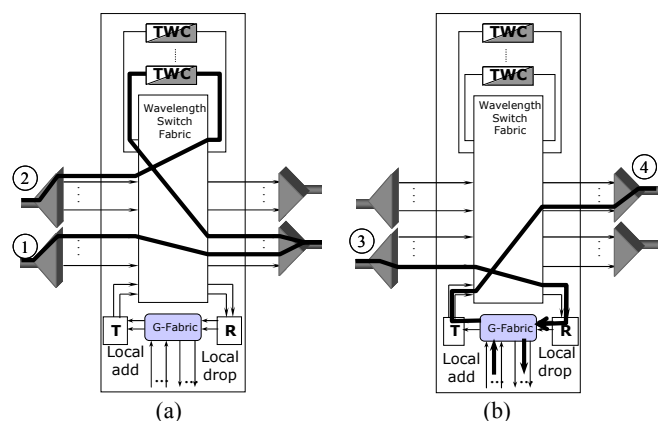 TWC
TWC
Wavelength
Switch
Fabric
2
1
T
G-Fabric
R
Local
add
Local
drop
...
...
(a)
TWC
TWC
Wavelength
Switch
Fabric
4
3
T
G-Fabric
R
Local
add
Local
drop
...
...
(b)